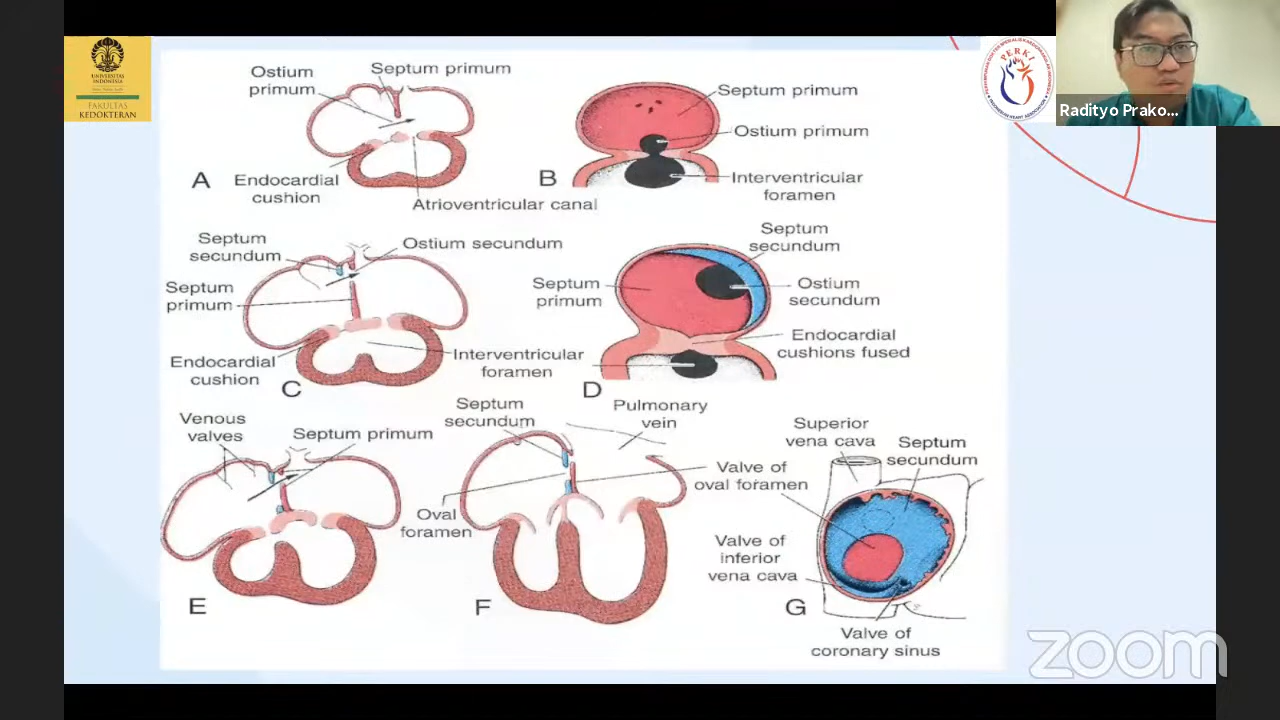 UNIVERSITAS
INDONESIA
FAKULTAS
KEDOKTERAN
PERKI
Radityo Prako...
Ostium
primum
Septum primum
Endocardial
cushion
Atrioventricular canal
A
Septum primum
Ostium primum
Interventricular
foramen
B
Septum
secundum
Ostium secundum
Septum
primum
Endocardial
cushion
Interventricular
foramen
C
Septum
secundum
Septum
primum
Ostium
secundum
Endocardial
cushions fused
D
Venous
valves
Septum primum
E
Septum
secundum
Pulmonary
vein
Oval
foramen
Valve of
oval foramen
F
Superior
vena cava
Septum
secundum
Valve of
inferior
vena cava
G
Valve of
coronary sinus
zoom